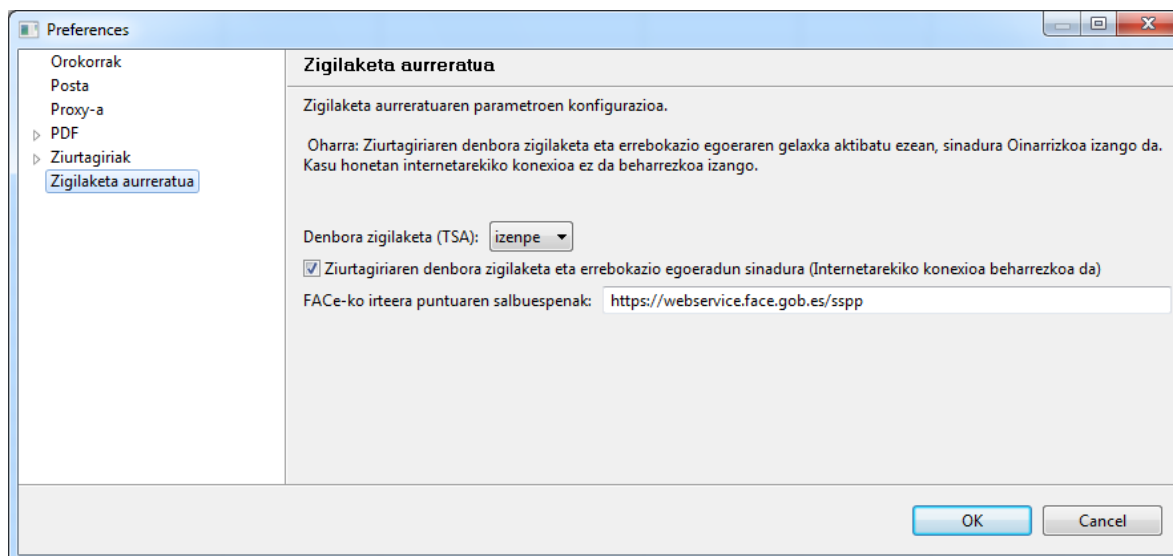 Preferences
Orokorrak
Posta
Proxy-a
PDF
Ziurtagiriak
Zigilaketa aurreratua
Zigilaketa aurreratua
Zigilaketa aurreratuaren parametroen konfigurazioa.
Oharra: Ziurtagiriaren denbora zigilaketa eta errebokazio egoeraren gelaxka aktibatu ezean, sinadura Oinarrizkoa izango da.
Kasu honetan internetarekiko konexioa ez da beharrezkoa izango.
Denbora zigilaketa (TSA): izenpe
Ziurtagiriaren denbora zigilaketa eta errebokazio egoeradun sinadura (Internetarekiko konexioa beharrezkoa da)
FACe-ko irteera puntuaren salbuespenak: https://webservice.face.gob.es/sspp
OK Cancel